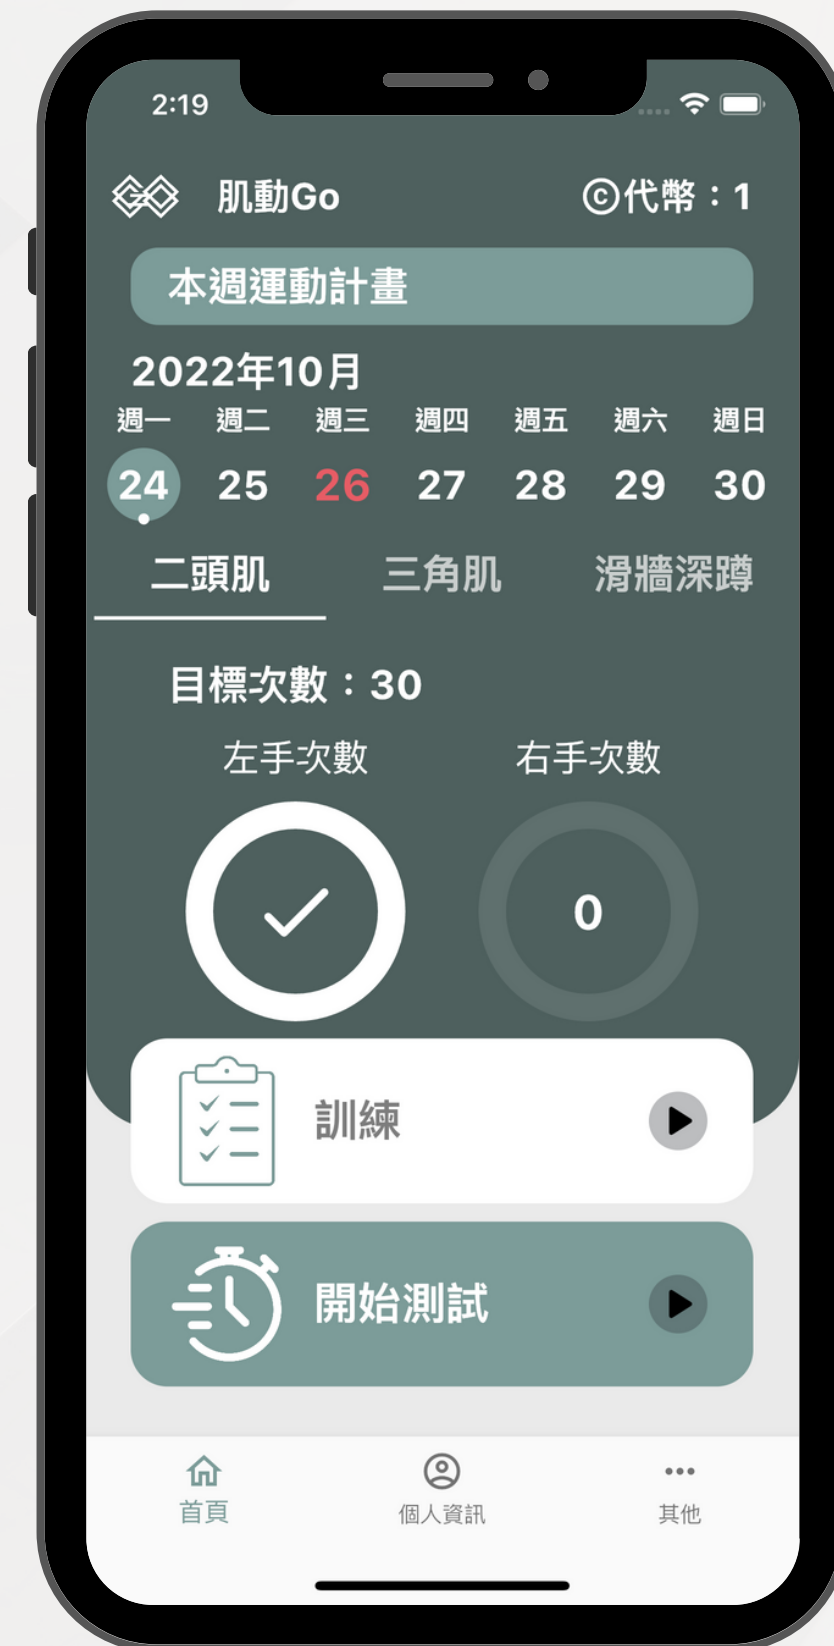 2:19
GO 肌動Go ©代幣：1
本週運動計畫
2022年10月
週一 週二 週三 週四 週五 週六 週日
24 25 26 27 28 29 30
二頭肌 三角肌 滑牆深蹲
目標次數：30
左手次數 右手次數
0
訓練
開始測試
首頁 個人資訊 其他